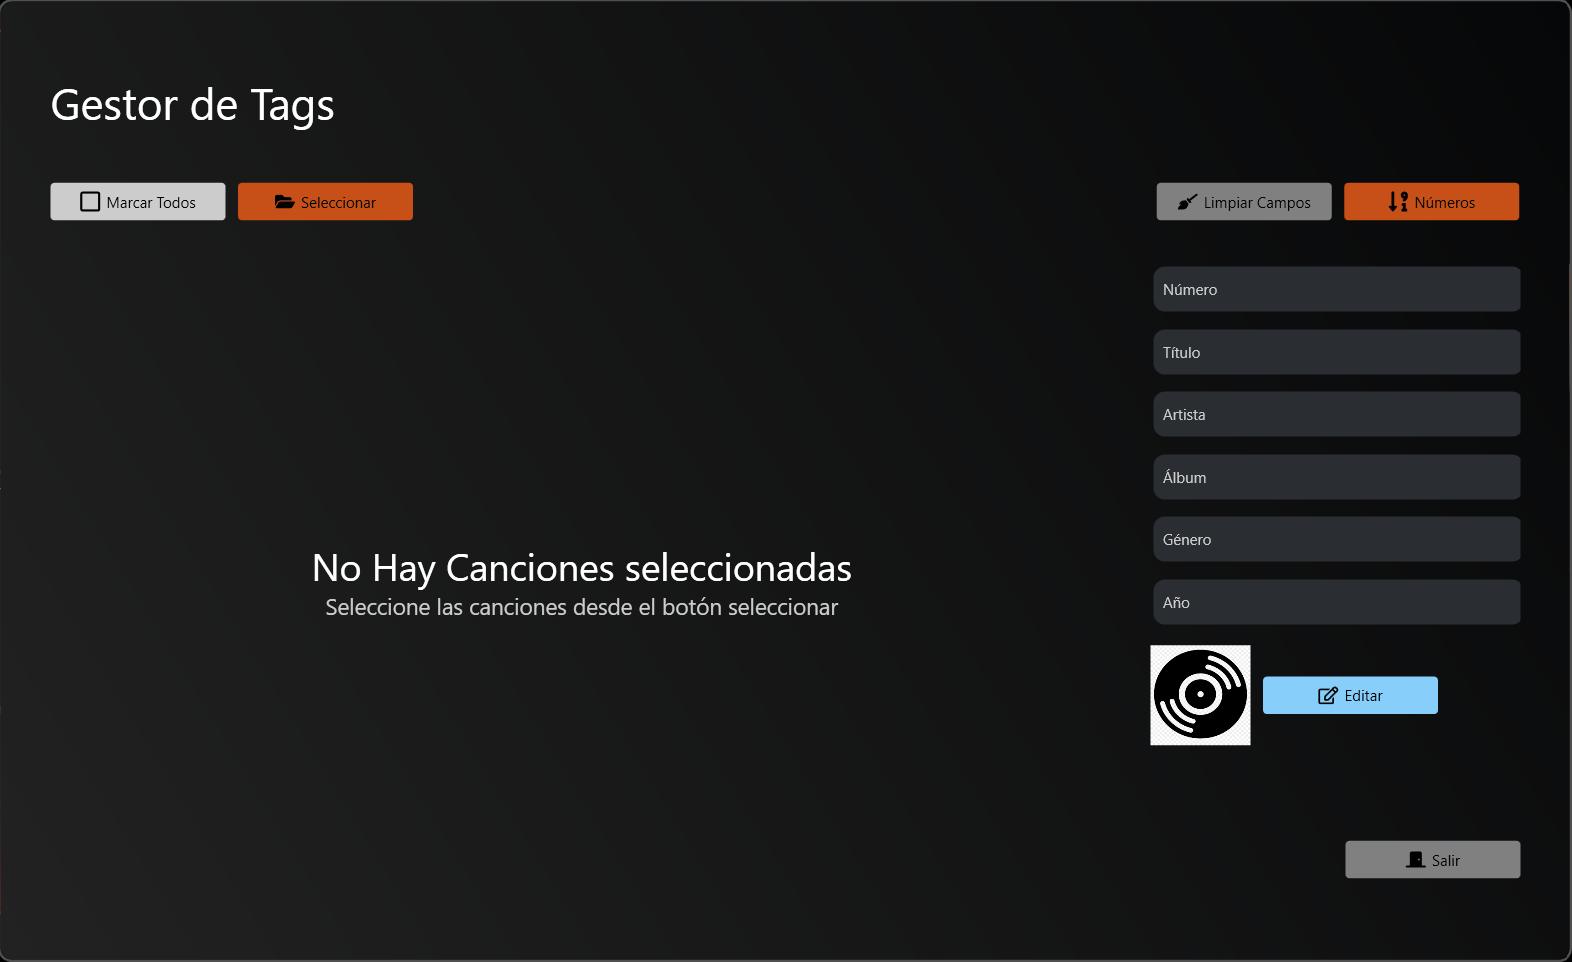 Gestor de Tags
Marcar Todos
Seleccionar
Limpiar Campos
Números
Número
Título
Artista
Álbum
Género
Año
No Hay Canciones seleccionadas
Seleccione las canciones desde el botón seleccionar
Editar
Salir